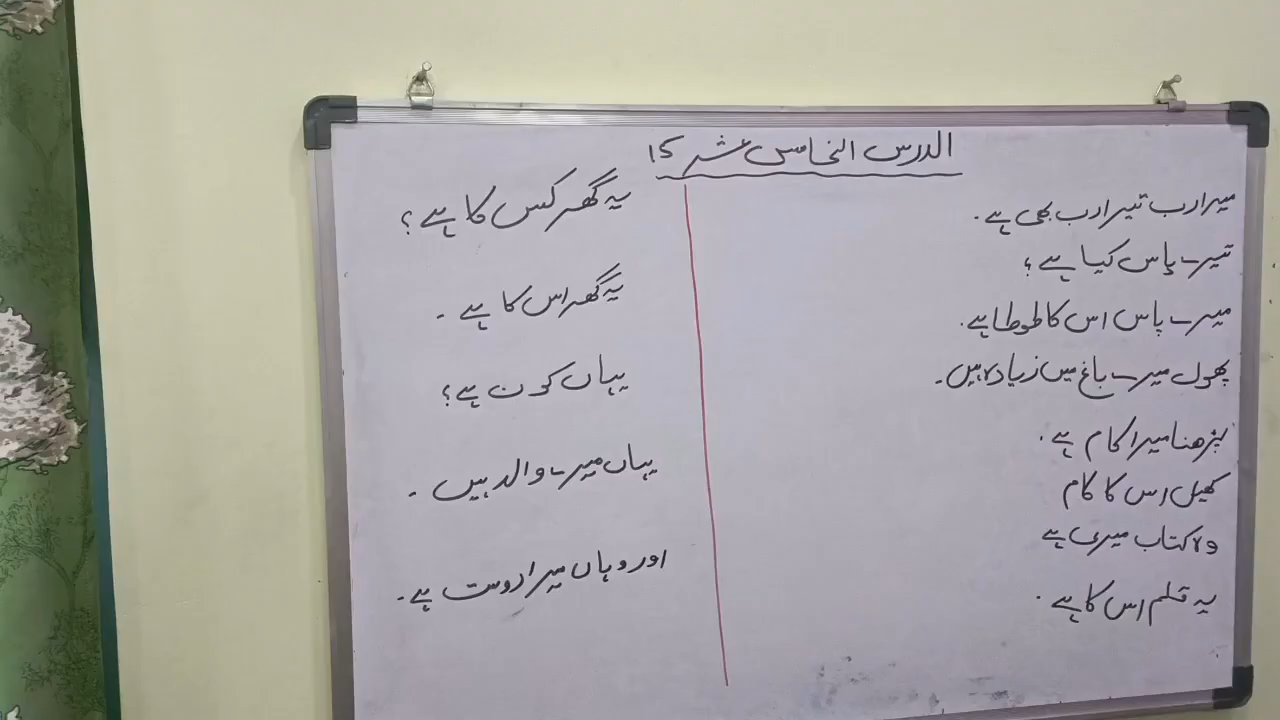 الدرس الخامس عشر ١٥
میرا رب تیرا رب بھی ہے۔
تیرے پاس کیا ہے؟
میرے پاس اس کا طوطا ہے۔
پھول میرے باغ میں زیادہ ہیں۔
پڑھنا میرا کام ہے۔
کھیل اس کا کام
وہ کتاب میری ہے
یہ قلم اس کا ہے۔
یہ گھر کس کا ہے؟
یہ گھر اس کا ہے۔
یہاں کون ہے؟
یہاں میرے والد ہیں۔
اور وہاں میرا دوست ہے۔